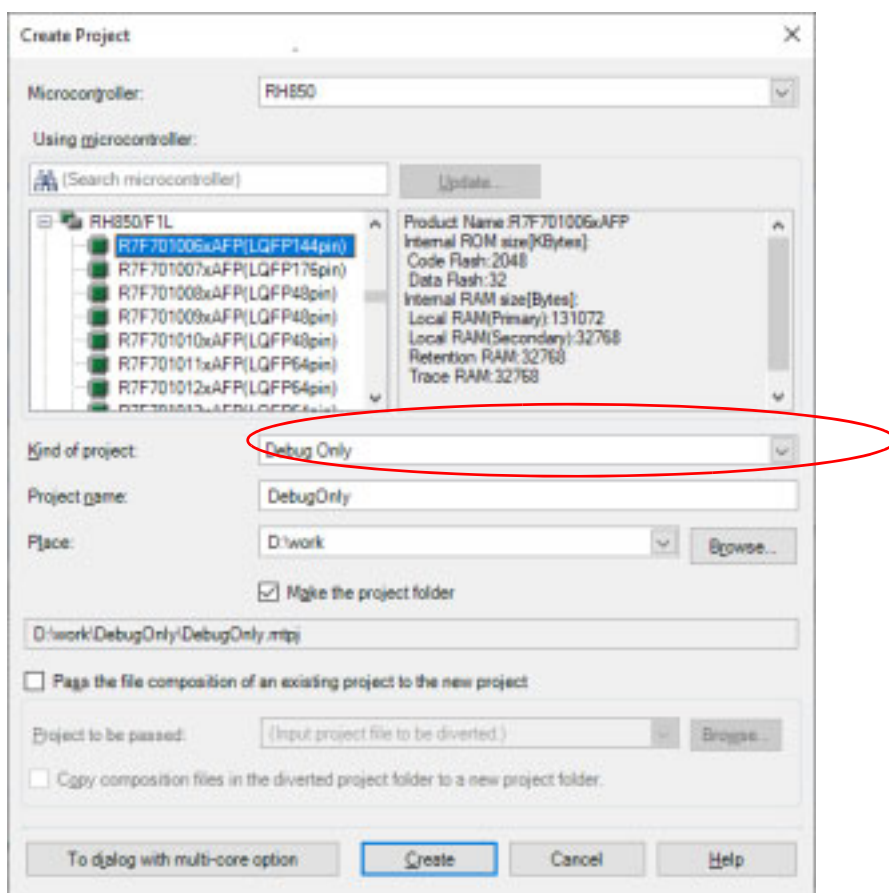 Create Project
Microcontroller: RH850
Using microcontroller:
(Search microcontroller) Update...
RH850/F1L
R7F701006xAFP(LQFP144pin)
R7F701007xAFP(LQFP176pin)
R7F701008xAFP(LQFP48pin)
R7F701009xAFP(LQFP48pin)
R7F701010xAFP(LQFP48pin)
R7F701011xAFP(LQFP64pin)
R7F701012xAFP(LQFP64pin)
Product Name:R7F701006xAFP
Internal ROM size[KBytes]:
Code Flash:2048
Data Flash:32
Internal RAM size[Bytes]:
Local RAM(Primary):131072
Local RAM(Secondary):32768
Retention RAM:32768
Trace RAM:32768
Kind of project: Debug Only
Project name: DebugOnly
Place: D:\work Browse...
Make the project folder
D:\work\DebugOnly\DebugOnly.mtpj
Pass the file composition of an existing project to the new project
Project to be passed: (Input project file to be diverted.) Browse...
Copy composition files in the diverted project folder to a new project folder.
To dialog with multi-core option Create Cancel Help